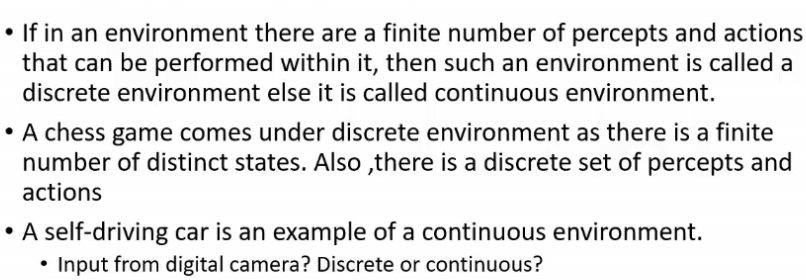 • If in an environment there are a finite number of percepts and actions
that can be performed within it, then such an environment is called a
discrete environment else it is called continuous environment.
• A chess game comes under discrete environment as there is a finite
number of distinct states. Also ,there is a discrete set of percepts and
actions
• A self-driving car is an example of a continuous environment.
• Input from digital camera? Discrete or continuous?